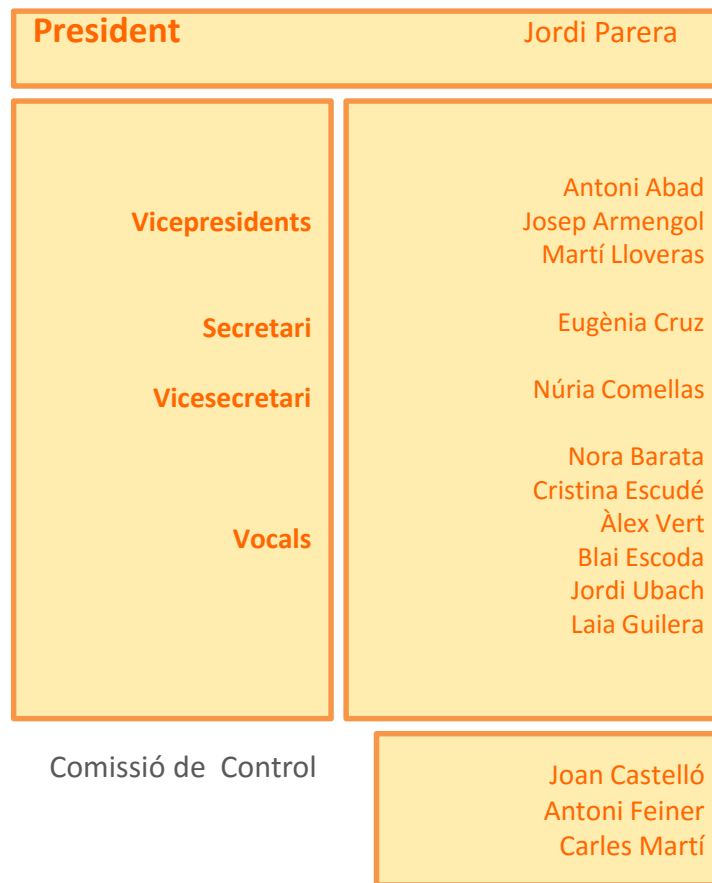 President Jordi Parera
Vicepresidents
Antoni Abad
Josep Armengol
Martí Lloveras
Secretari Eugènia Cruz
Vicesecretari Núria Comellas
Vocals
Nora Barata
Cristina Escudé
Àlex Vert
Blai Escoda
Jordi Ubach
Laia Guilera
Comissió de Control
Joan Castelló
Antoni Feiner
Carles Martí